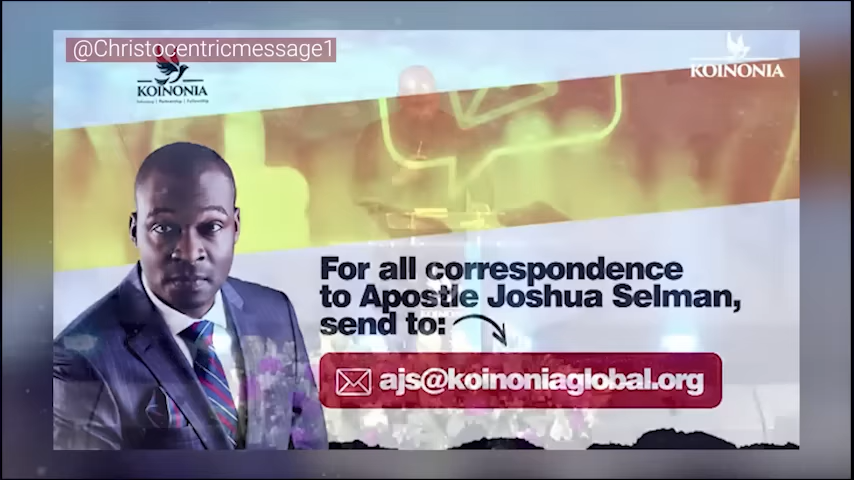 @Christocentricmessage1
KOINONIA
KOINONIA
For all correspondence
to Apostle Joshua Selman,
send to:
ajs@koinoniaglobal.org